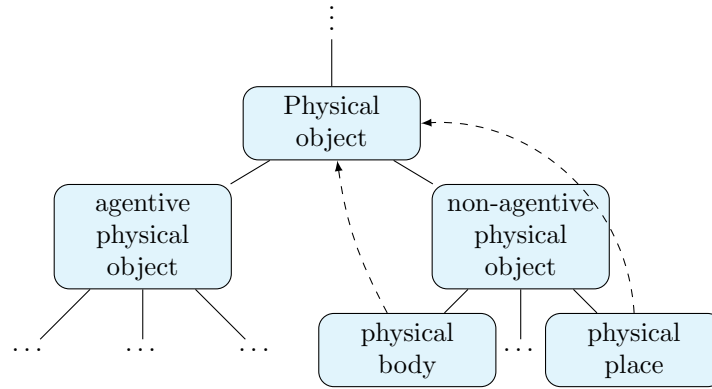 ⋮
Physical
object
agentive
physical
object
non-agentive
physical
object
physical
body
physical
place
... ... ... ...